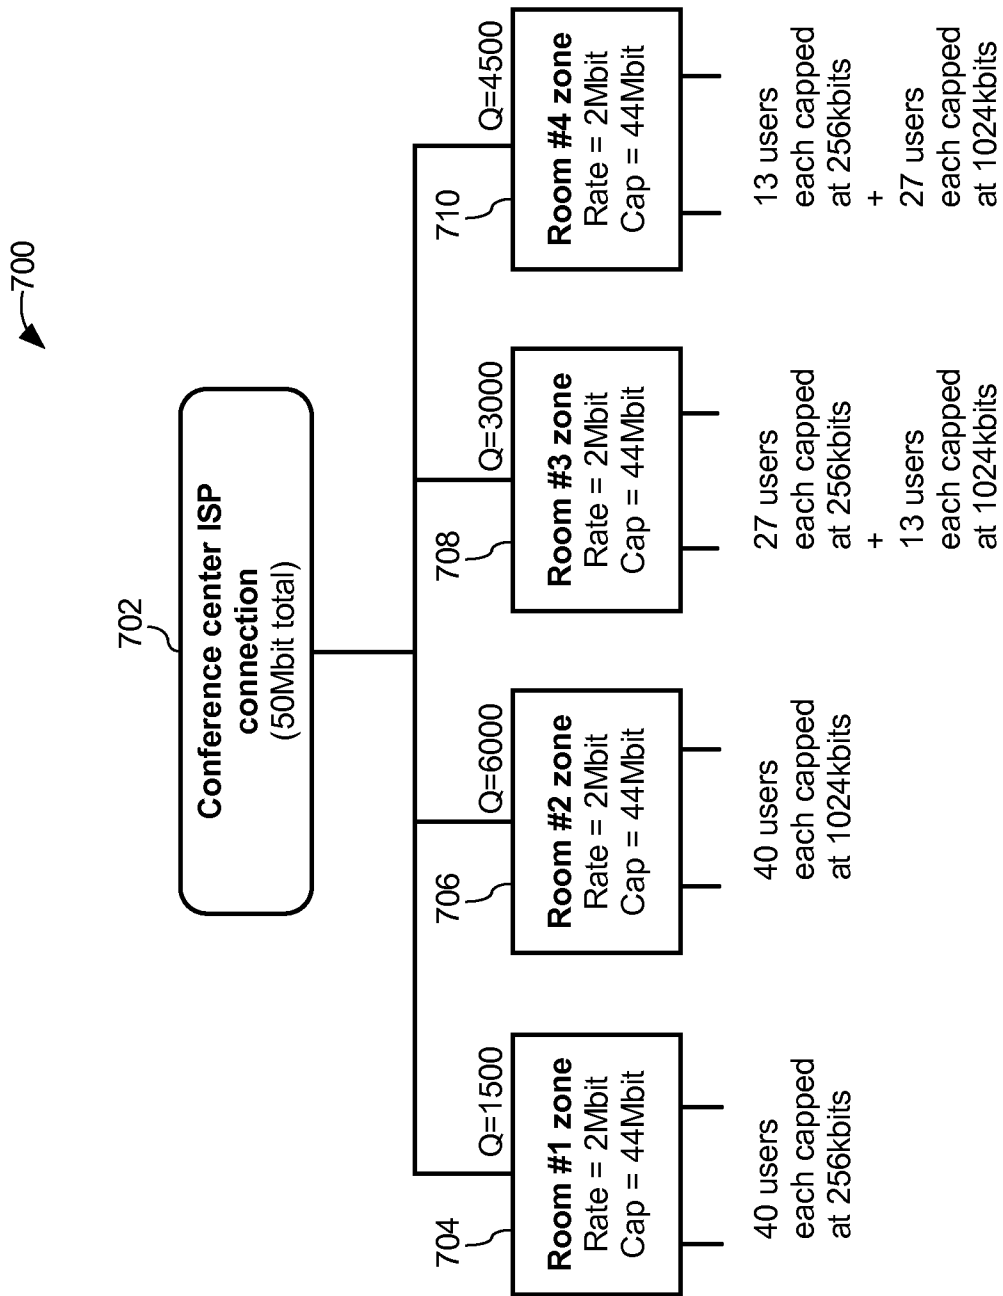 700
702
Conference center ISP
connection
(50Mbit total)
704
Q=1500
Room #1 zone
Rate = 2Mbit
Cap = 44Mbit
40 users
each capped
at 256kbits
706
Q=6000
Room #2 zone
Rate = 2Mbit
Cap = 44Mbit
40 users
each capped
at 1024kbits
708
Q=3000
Room #3 zone
Rate = 2Mbit
Cap = 44Mbit
27 users
each capped
at 256kbits
+
13 users
each capped
at 1024kbits
710
Q=4500
Room #4 zone
Rate = 2Mbit
Cap = 44Mbit
13 users
each capped
at 256kbits
+
27 users
each capped
at 1024kbits